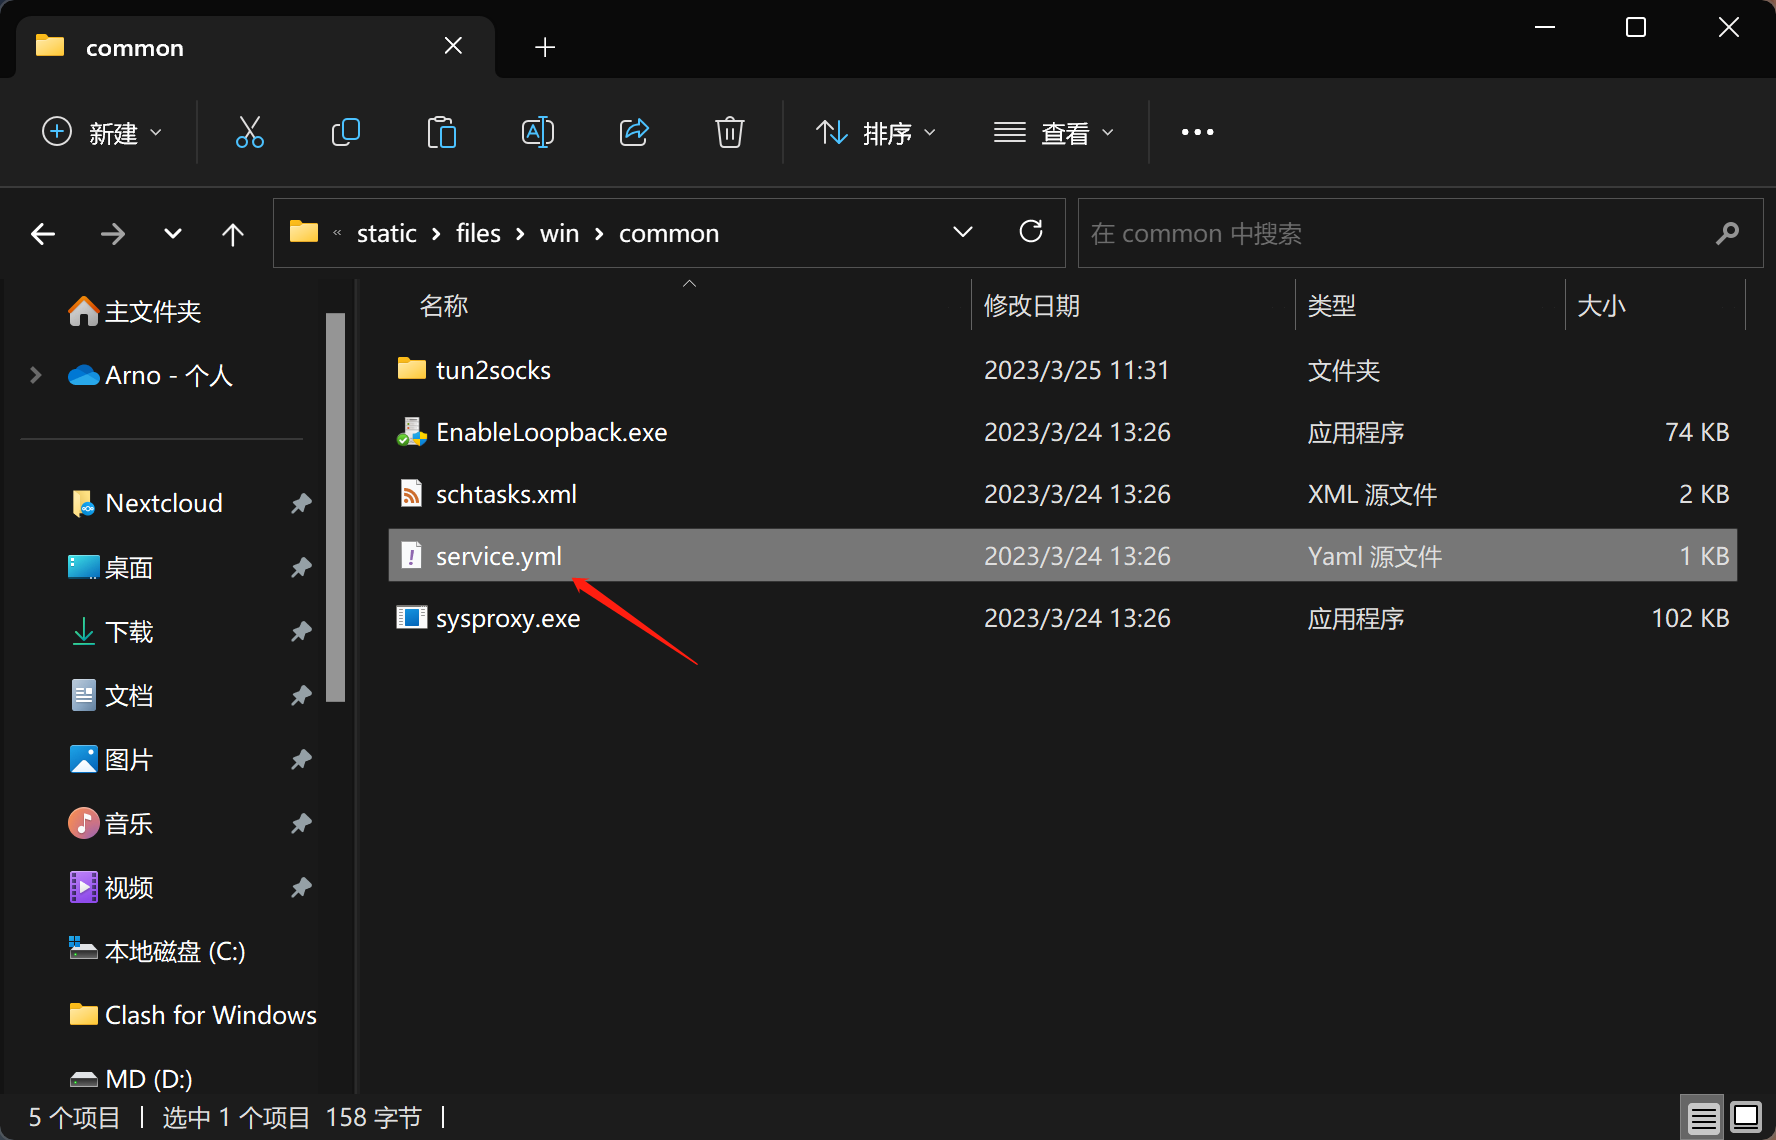 common
新建
排序
查看
« static › files › win › common
在 common 中搜索
主文件夹
Arno - 个人
Nextcloud
桌面
下载
文档
图片
音乐
视频
本地磁盘 (C:)
Clash for Windows
MD (D:)
名称 修改日期 类型 大小
tun2socks 2023/3/25 11:31 文件夹
EnableLoopback.exe 2023/3/24 13:26 应用程序 74 KB
schtasks.xml 2023/3/24 13:26 XML 源文件 2 KB
service.yml 2023/3/24 13:26 Yaml 源文件 1 KB
sysproxy.exe 2023/3/24 13:26 应用程序 102 KB
5 个项目 | 选中 1 个项目 158 字节 |